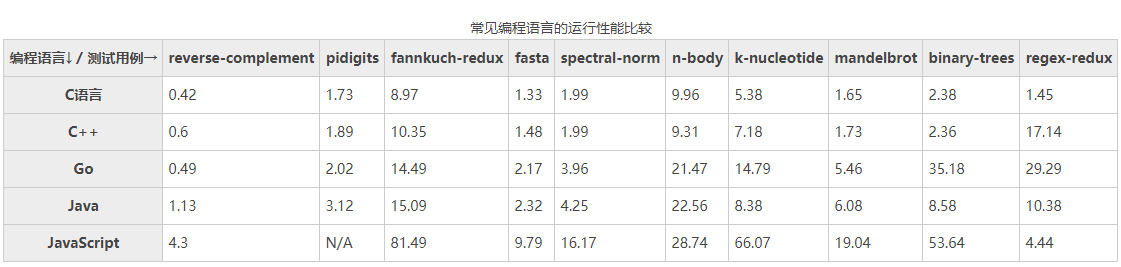 常见编程语言的运行性能比较
编程语言↓ / 测试用例→ reverse-complement pidigits fannkuch-redux fasta spectral-norm n-body k-nucleotide mandelbrot binary-trees regex-redux
C语言 0.42 1.73 8.97 1.33 1.99 9.96 5.38 1.65 2.38 1.45
C++ 0.6 1.89 10.35 1.48 1.99 9.31 7.18 1.73 2.36 17.14
Go 0.49 2.02 14.49 2.17 3.96 21.47 14.79 5.46 35.18 29.29
Java 1.13 3.12 15.09 2.32 4.25 22.56 8.38 6.08 8.58 10.38
JavaScript 4.3 N/A 81.49 9.79 16.17 28.74 66.07 19.04 53.64 4.44